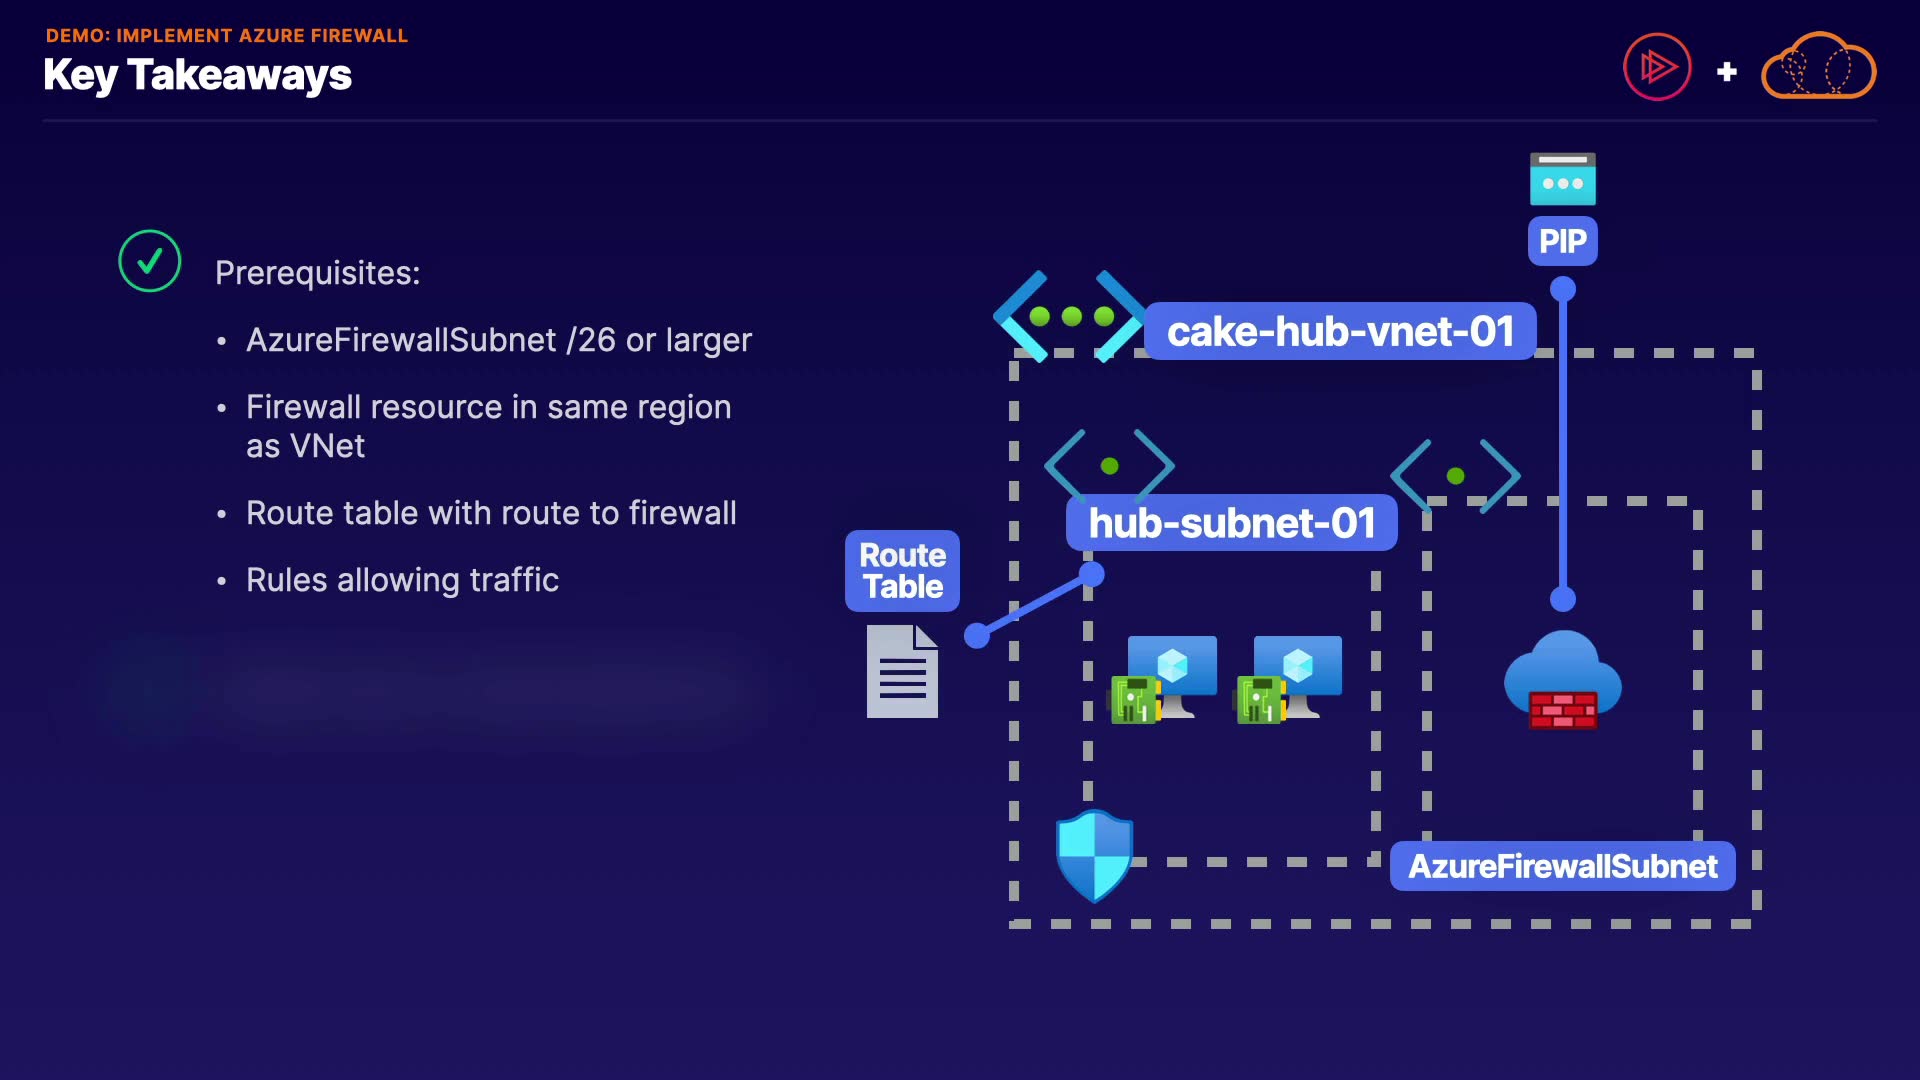 DEMO: IMPLEMENT AZURE FIREWALL
Key Takeaways
Prerequisites:
• AzureFirewallSubnet /26 or larger
• Firewall resource in same region
as VNet
• Route table with route to firewall
• Rules allowing traffic
PIP
cake-hub-vnet-01
hub-subnet-01
Route
Table
AzureFirewallSubnet